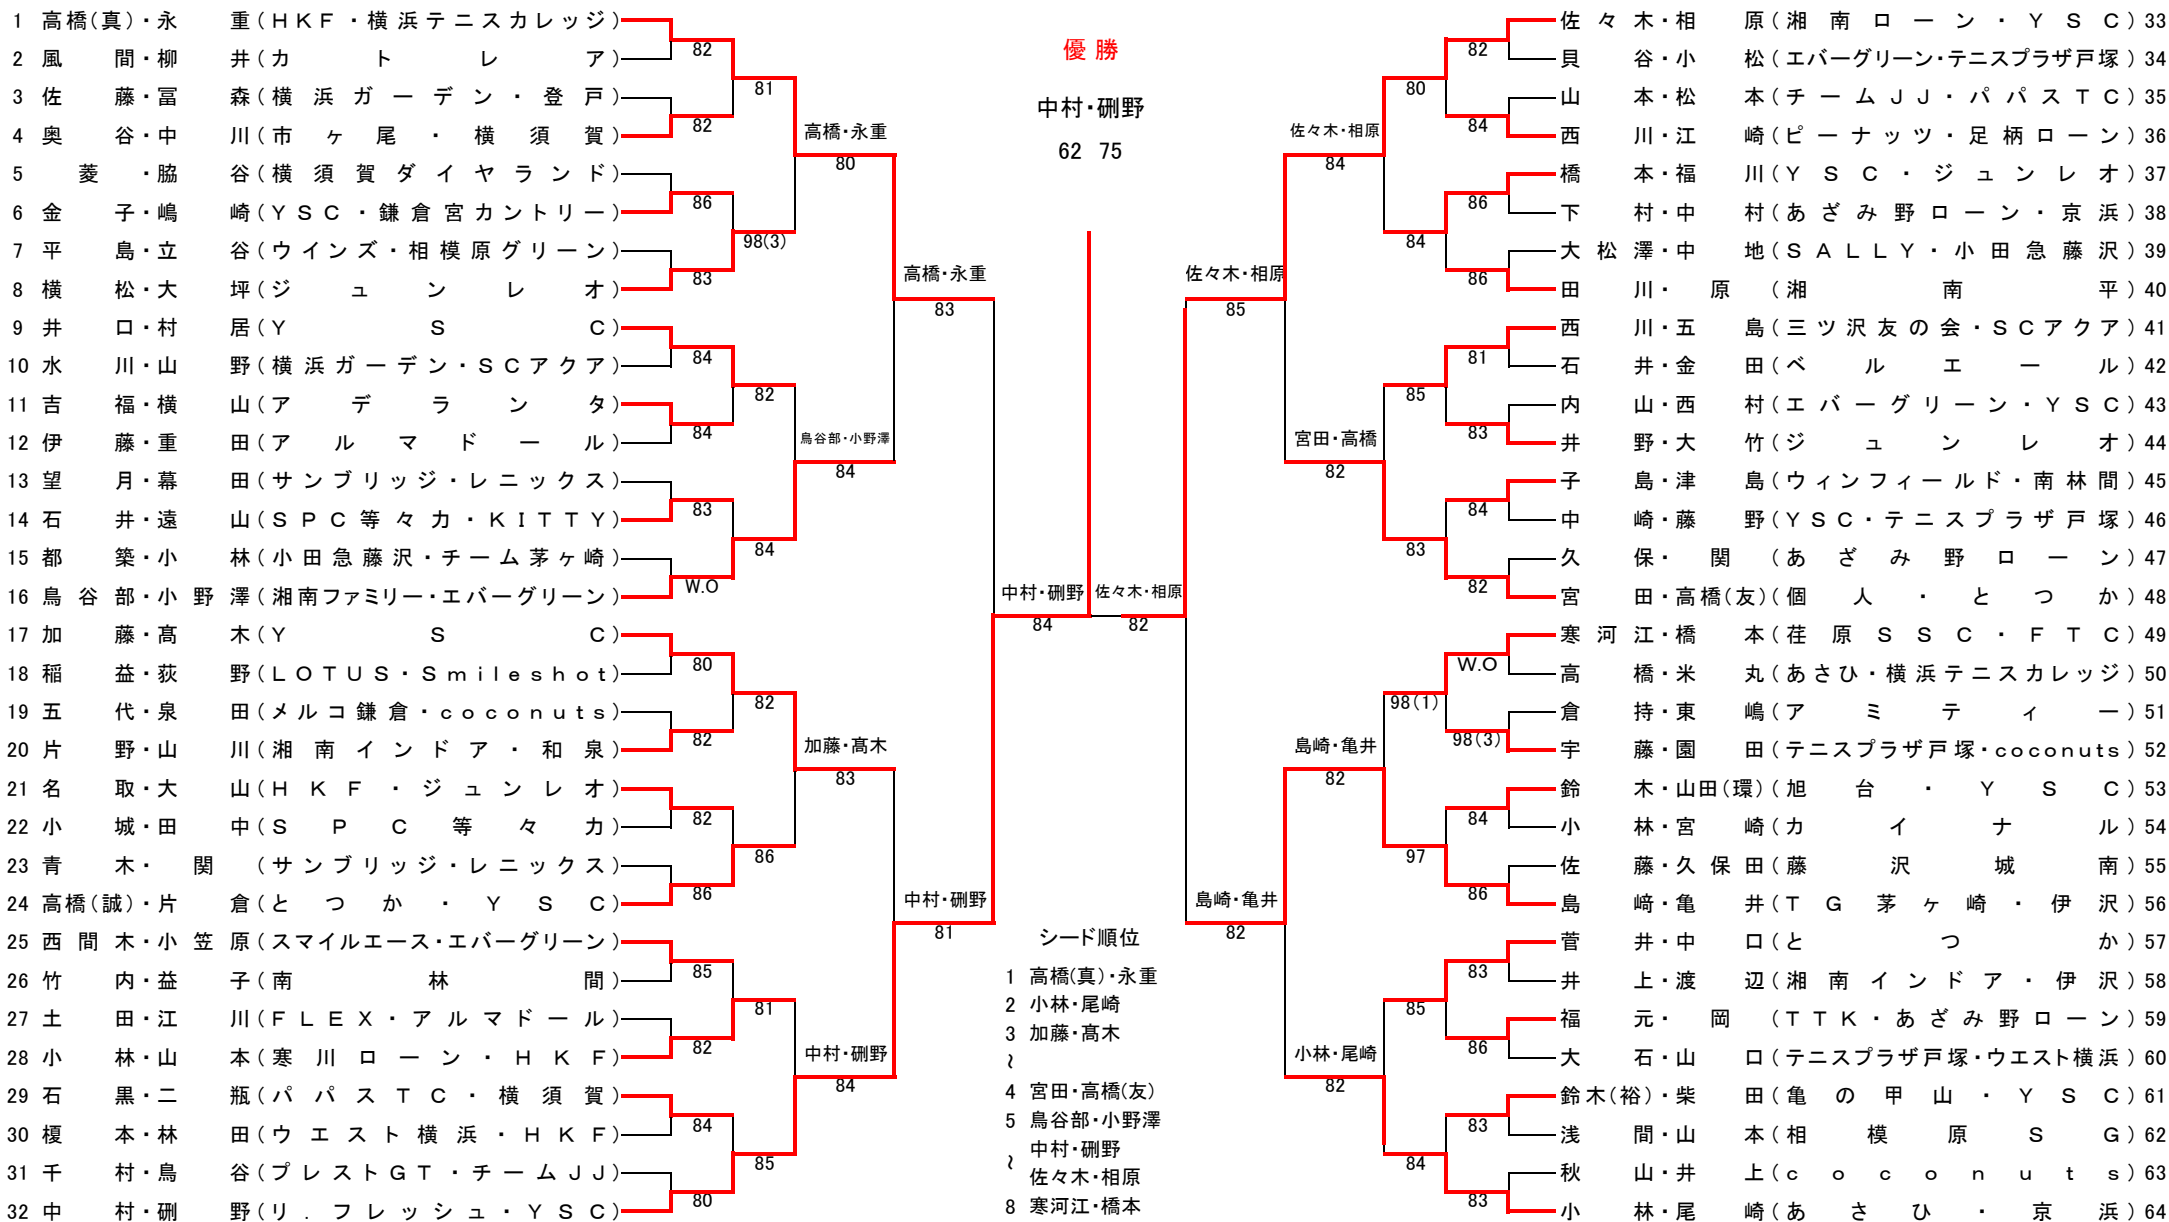 1 高橋(真)・永重(HKF・横浜テニスカレッジ)
2 風間・柳井(カトレア)
3 佐藤・冨森(横浜ガーデン・登戸)
4 奥谷・中川(市ヶ尾・横須賀)
5 菱・脇谷(横須賀ダイヤランド)
6 金子・嶋崎(YSC・鎌倉宮カントリー)
7 平島・立谷(ウインズ・相模原グリーン)
8 横松・大坪(ジュンレオ)
9 井口・村居(YSC)
10 水川・山野(横浜ガーデン・SCアクア)
11 吉福・横山(アデランタ)
12 伊藤・重田(アルマドール)
13 望月・幕田(サンブリッジ・レニックス)
14 石井・遠山(SPC等々力・KITTY)
15 都築・小林(小田急藤沢・チーム茅ヶ崎)
16 鳥谷部・小野澤(湘南ファミリー・エバーグリーン)
17 加藤・髙木(YSC)
18 稲益・荻野(LOTUS・Smileshot)
19 五代・泉田(メルコ鎌倉・coconuts)
20 片野・山川(湘南インドア・和泉)
21 名取・大山(HKF・ジュンレオ)
22 小城・田中(SPC等々力)
23 青木・関(サンブリッジ・レニックス)
24 高橋(誠)・片倉(とつか・YSC)
25 西間木・小笠原(スマイルエース・エバーグリーン)
26 竹内・益子(南林間)
27 土田・江川(FLEX・アルマドール)
28 小林・山本(寒川ローン・HKF)
29 石黒・二瓶(パパスTC・横須賀)
30 榎本・林田(ウエスト横浜・HKF)
31 千村・鳥谷(プレストGT・チームJJ)
32 中村・硎野(リ.フレッシュ・YSC)
82
82
86
83
84
84
83
W.O
80
82
82
86
85
82
84
80
81
98(3)
82
84
82
86
81
85
高橋・永重
80
鳥谷部・小野澤
84
加藤・髙木
83
中村・硎野
84
高橋・永重
83
中村・硎野
81
中村・硎野
84
優勝
中村・硎野
62 75
佐々木・相原
82
佐々木・相原
85
島崎・亀井
82
佐々木・相原
84
宮田・高橋
82
島崎・亀井
82
小林・尾崎
82
80
84
85
83
98(1)
97
85
84
82
84
86
86
81
83
84
82
W.O
98(3)
84
86
83
86
83
83
佐々木・相原(湘南ローン・YSC)33
貝谷・小松(エバーグリーン・テニスプラザ戸塚)34
山本・松本(チームJJ・パパスTC)35
西川・江崎(ピーナッツ・足柄ローン)36
橋本・福川(YSC・ジュンレオ)37
下村・中村(あざみ野ローン・京浜)38
大松澤・中地(SALLY・小田急藤沢)39
田川・原(湘南平)40
西川・五島(三ツ沢友の会・SCアクア)41
石井・金田(ベルエール)42
内山・西村(エバーグリーン・YSC)43
井野・大竹(ジュンレオ)44
子島・津島(ウィンフィールド・南林間)45
中崎・藤野(YSC・テニスプラザ戸塚)46
久保・関(あざみ野ローン)47
宮田・高橋(友)(個人・とつか)48
寒河江・橋本(荏原SSC・FTC)49
高橋・米丸(あさひ・横浜テニスカレッジ)50
倉持・東嶋(アミティー)51
宇藤・園田(テニスプラザ戸塚・coconuts)52
鈴木・山田(環)(旭台・YSC)53
小林・宮崎(カイナル)54
佐藤・久保田(藤沢城南)55
島﨑・亀井(TG茅ヶ崎・伊沢)56
菅井・中口(とつか)57
井上・渡辺(湘南インドア・伊沢)58
福元・岡(TTK・あざみ野ローン)59
大石・山口(テニスプラザ戸塚・ウエスト横浜)60
鈴木(裕)・柴田(亀の甲山・YSC)61
浅間・山本(相模原SG)62
秋山・井上(coconuts)63
小林・尾崎(あさひ・京浜)64
シード順位
1 高橋(真)・永重
2 小林・尾崎
3 加藤・髙木
~
4 宮田・高橋(友)
5 鳥谷部・小野澤
中村・硎野
~
佐々木・相原
8 寒河江・橋本